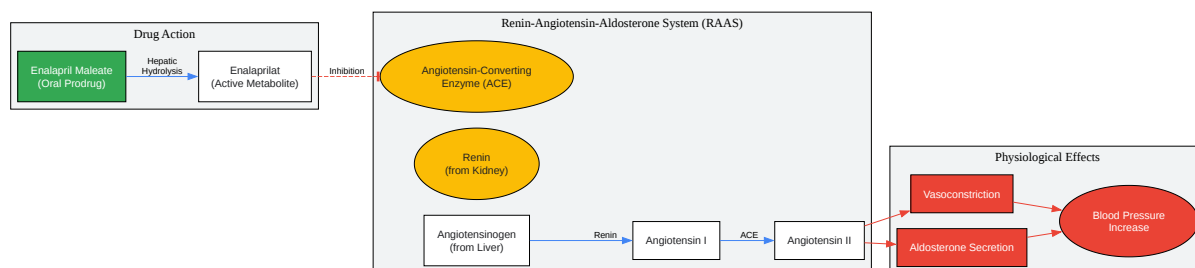 Drug Action
Enalapril Maleate
(Oral Prodrug)
Hepatic
Hydrolysis
Enalaprilat
(Active Metabolite)
Inhibition
Renin-Angiotensin-Aldosterone System (RAAS)
Angiotensin-Converting
Enzyme (ACE)
Renin
(from Kidney)
Angiotensinogen
(from Liver)
Renin
Angiotensin I
ACE
Angiotensin II
Physiological Effects
Vasoconstriction
Aldosterone Secretion
Blood Pressure
Increase